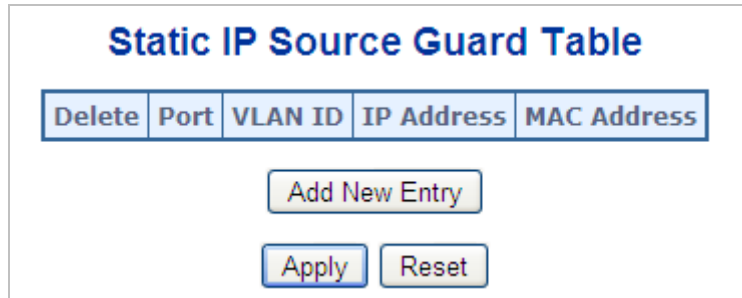 Static IP Source Guard Table
Delete Port VLAN ID IP Address MAC Address
Add New Entry
Apply Reset